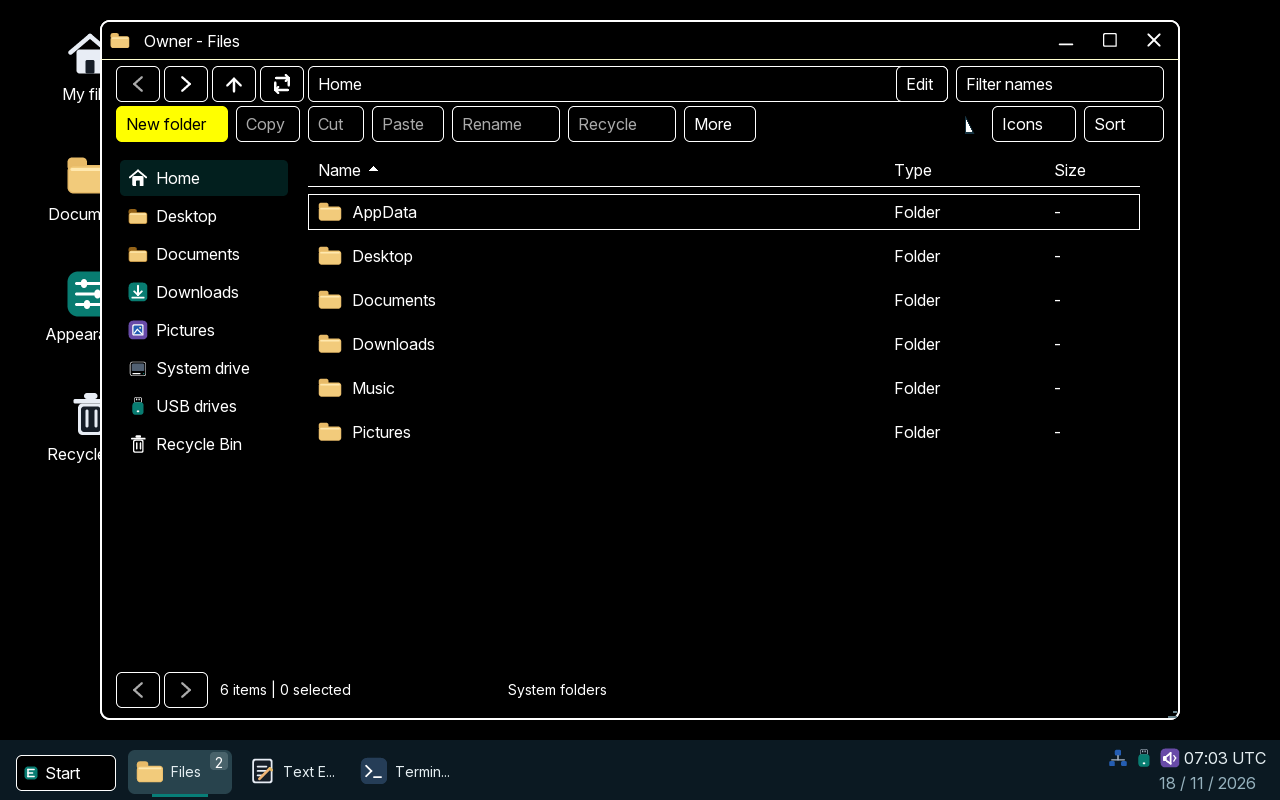 Owner - Files
My fil
Home
Edit
Filter names
New folder
Copy
Cut
Paste
Rename
Recycle
More
Icons
Sort
Home
Desktop
Documents
Downloads
Pictures
System drive
USB drives
Recycle Bin
Name
Type
Size
AppData
Folder
-
Desktop
Folder
-
Documents
Folder
-
Downloads
Folder
-
Music
Folder
-
Pictures
Folder
-
Docum
Appeara
Recycle
6 items | 0 selected
System folders
Start
Files
2
Text E...
Termin...
07:03 UTC
18 / 11 / 2026